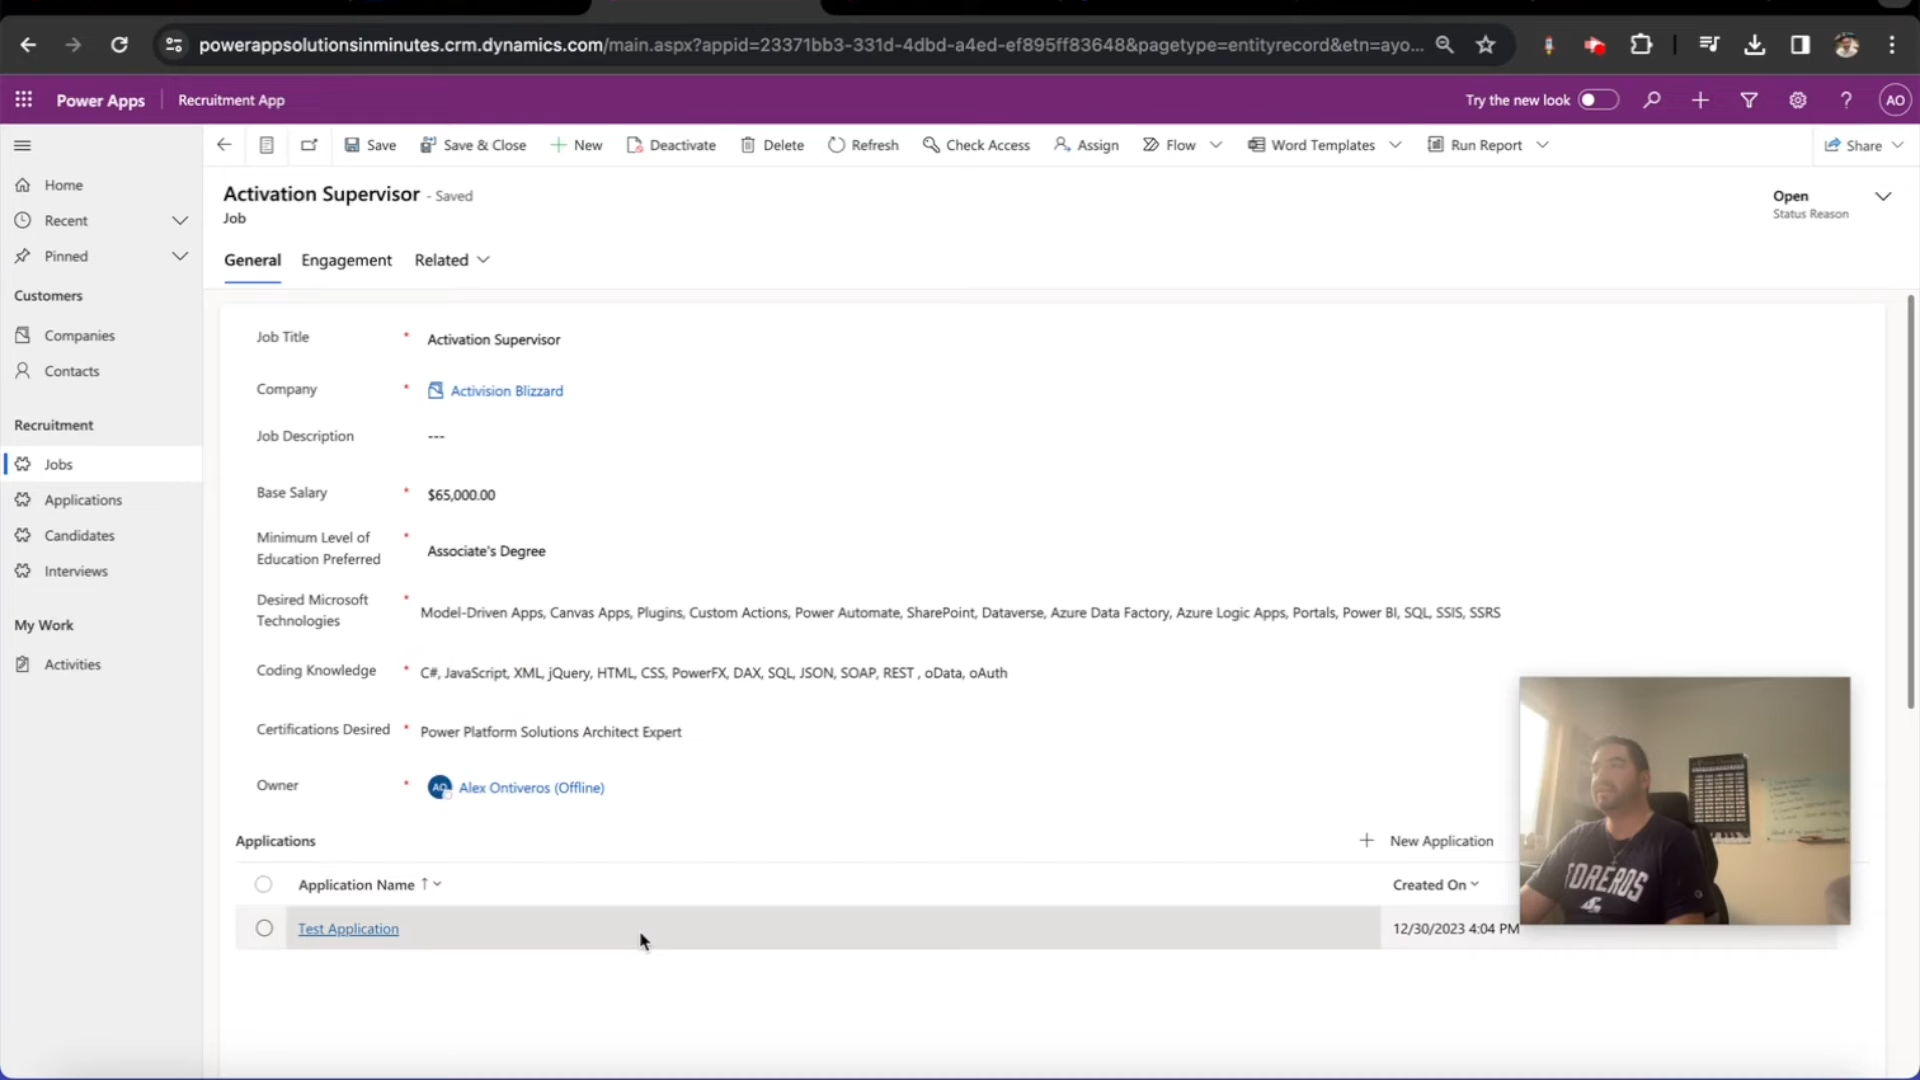 powerappsolutionsinminutes.crm.dynamics.com/main.aspx?appid=23371bb3-331d-4dbd-a4ed-ef895ff83648&pagetype=entityrecord&etn=ayo...
Power Apps
Recruitment App
Try the new look
?
AO
Save
Save & Close
New
Deactivate
Delete
Refresh
Check Access
Assign
Flow
Word Templates
Run Report
Share
Home
Recent
Pinned
Customers
Companies
Contacts
Recruitment
Jobs
Applications
Candidates
Interviews
My Work
Activities
Activation Supervisor - Saved
Job
Open
Status Reason
General
Engagement
Related
Job Title * Activation Supervisor
Company * Activision Blizzard
Job Description ---
Base Salary * $65,000.00
Minimum Level of
Education Preferred * Associate's Degree
Desired Microsoft
Technologies * Model-Driven Apps, Canvas Apps, Plugins, Custom Actions, Power Automate, SharePoint, Dataverse, Azure Data Factory, Azure Logic Apps, Portals, Power BI, SQL, SSIS, SSRS
Coding Knowledge * C#, JavaScript, XML, jQuery, HTML, CSS, PowerFX, DAX, SQL, JSON, SOAP, REST , oData, oAuth
Certifications Desired * Power Platform Solutions Architect Expert
Owner * AO Alex Ontiveros (Offline)
Applications
New Application
Application Name
Created On
Test Application
12/30/2023 4:04 PM
TOREROS